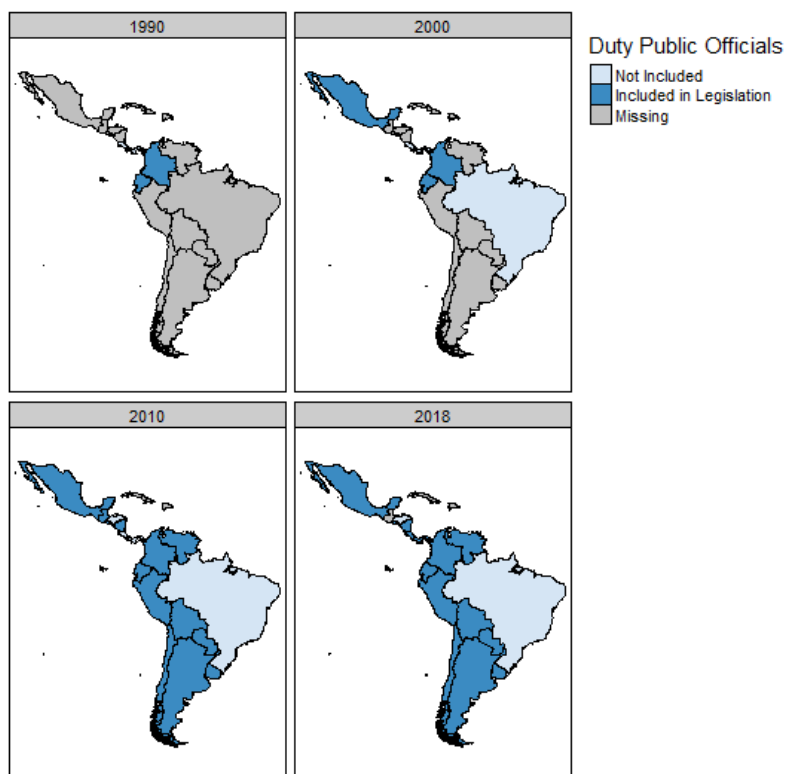 1990
2000
Duty Public Officials
Not Included
Included in Legislation
Missing
2010
2018